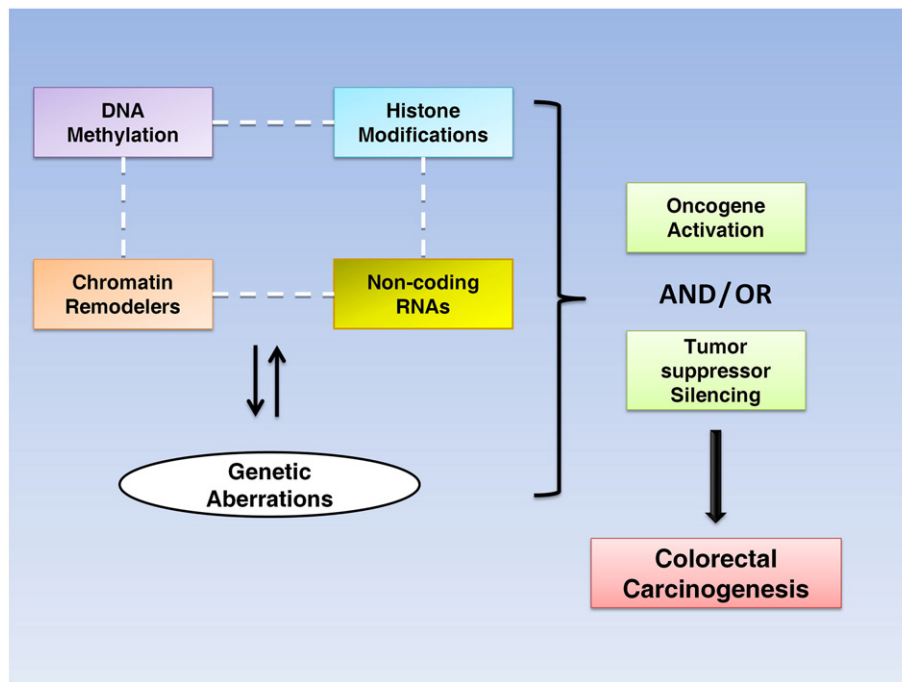 DNA
Methylation
Histone
Modifications
Chromatin
Remodelers
Non-coding
RNAs
Genetic
Aberrations
Oncogene
Activation
AND/OR
Tumor
suppressor
Silencing
Colorectal
Carcinogenesis